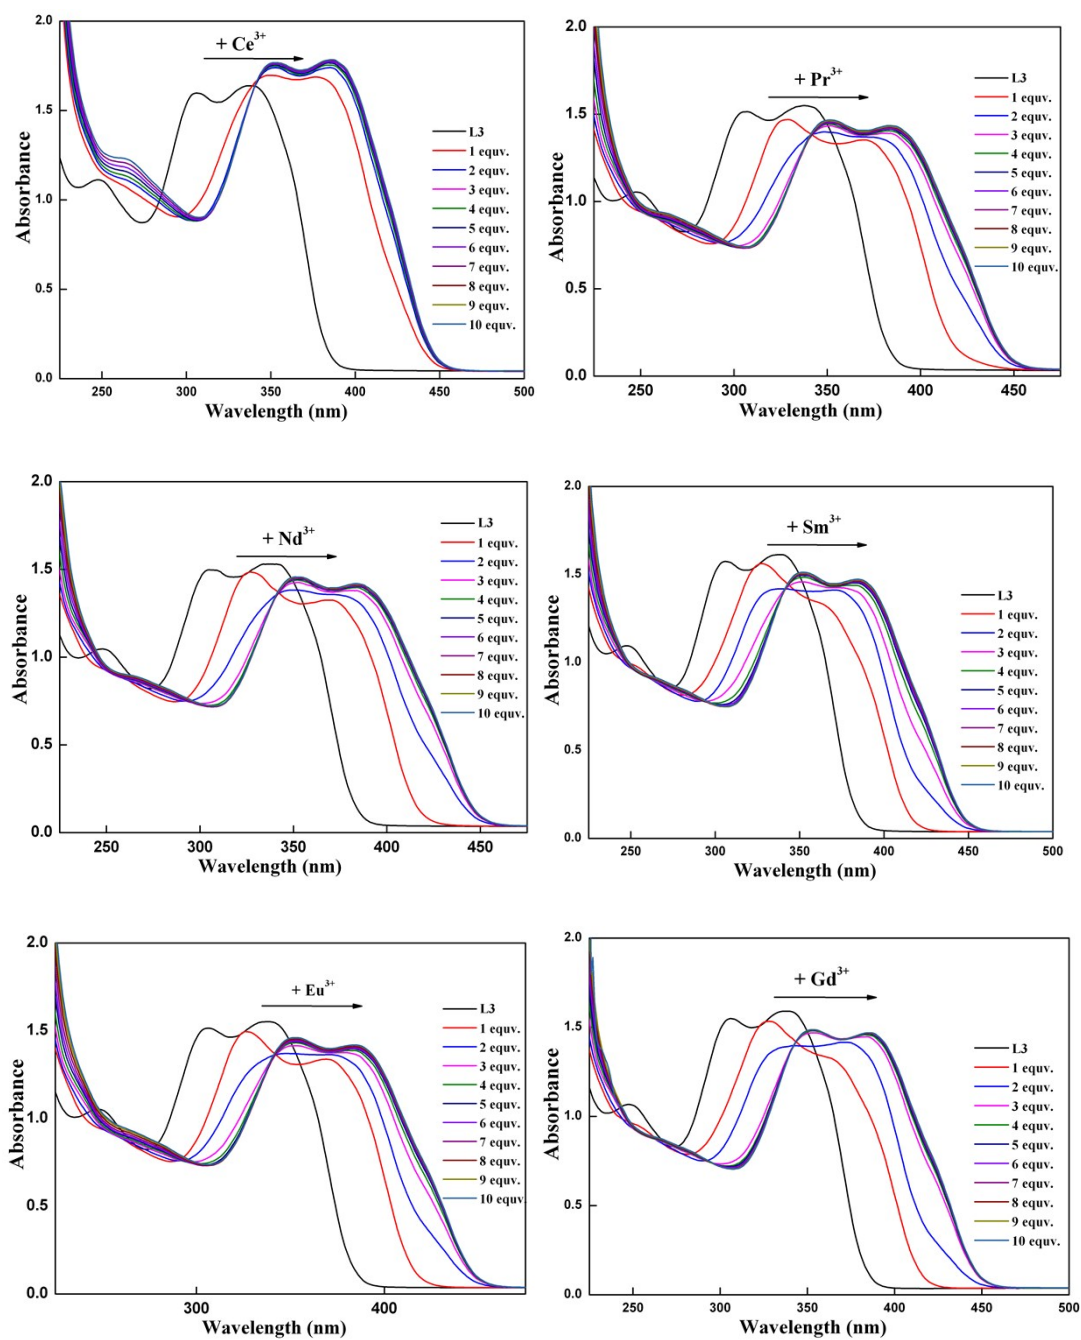 + Ce3+
2.0
1.5
1.0
0.5
0.0
Absorbance
L3
1 equv.
2 equv.
3 equv.
4 equv.
5 equv.
6 equv.
7 equv.
8 equv.
9 equv.
10 equv.
250 300 350 400 450 500
Wavelength (nm)
+ Pr3+
2.0
1.5
1.0
0.5
0.0
Absorbance
L3
1 equv.
2 equv.
3 equv.
4 equv.
5 equv.
6 equv.
7 equv.
8 equv.
9 equv.
10 equv.
250 300 350 400 450
Wavelength (nm)
+ Nd3+
2.0
1.5
1.0
0.5
0.0
Absorbance
L3
1 equv.
2 equv.
3 equv.
4 equv.
5 equv.
6 equv.
7 equv.
8 equv.
9 equv.
10 equv.
250 300 350 400 450
Wavelength (nm)
+ Sm3+
2.0
1.5
1.0
0.5
0.0
Absorbance
L3
1 equv.
2 equv.
3 equv.
4 equv.
5 equv.
6 equv.
7 equv.
8 equv.
9 equv.
10 equv.
250 300 350 400 450 500
Wavelength (nm)
+ Eu3+
2.0
1.5
1.0
0.5
0.0
Absorbance
L3
1 equv.
2 equv.
3 equv.
4 equv.
5 equv.
6 equv.
7 equv.
8 equv.
9 equv.
10 equv.
300 400
Wavelength (nm)
+ Gd3+
2.0
1.5
1.0
0.5
0.0
Absorbance
L3
1 equv.
2 equv.
3 equv.
4 equv.
5 equv.
6 equv.
7 equv.
8 equv.
9 equv.
10 equv.
250 300 350 400 450 500
Wavelength (nm)